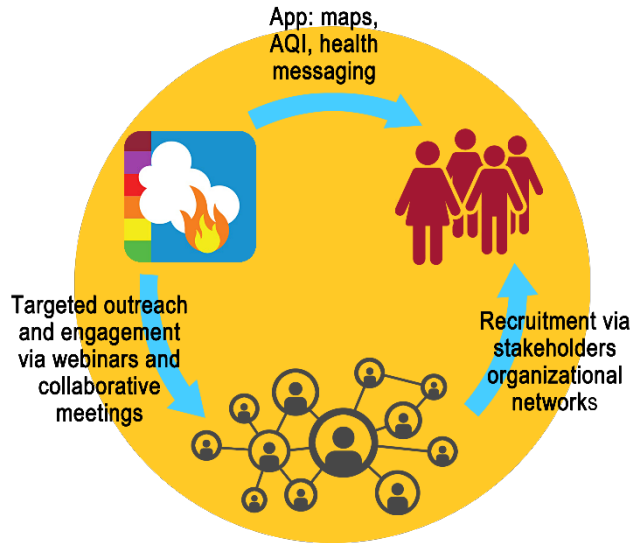 App: maps,
AQI, health
messaging
Targeted outreach
and engagement
via webinars and
collaborative
meetings
Recruitment via
stakeholders
organizational
networks